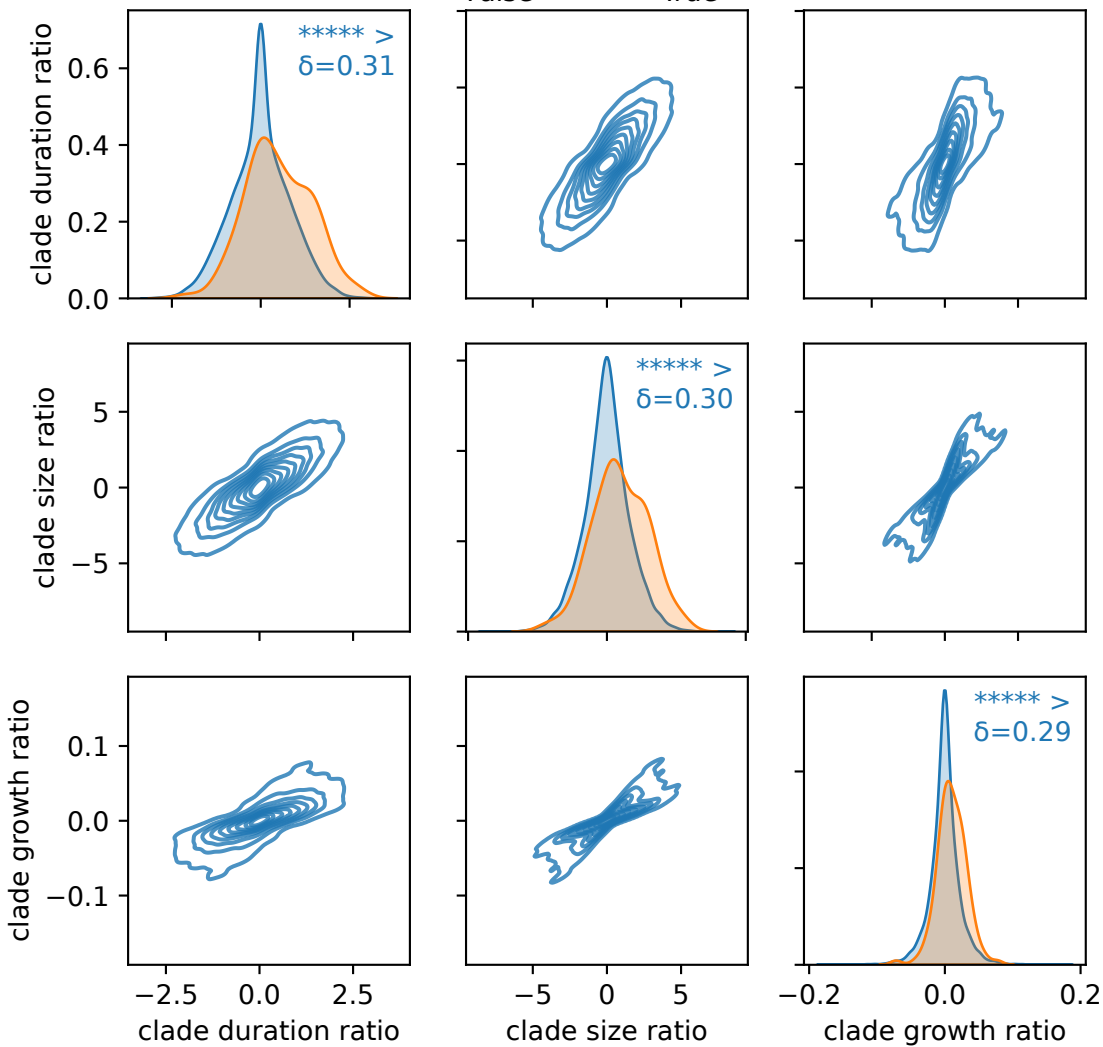 ***** >
δ=0.31
clade duration ratio
0.6
0.4
0.2
0.0
clade size ratio
5
0
−5
***** >
δ=0.30
clade growth ratio
0.1
0.0
−0.1
***** >
δ=0.29
−2.5 0.0 2.5
−5 0 5
−0.2 0.0 0.2
clade duration ratio
clade size ratio
clade growth ratio